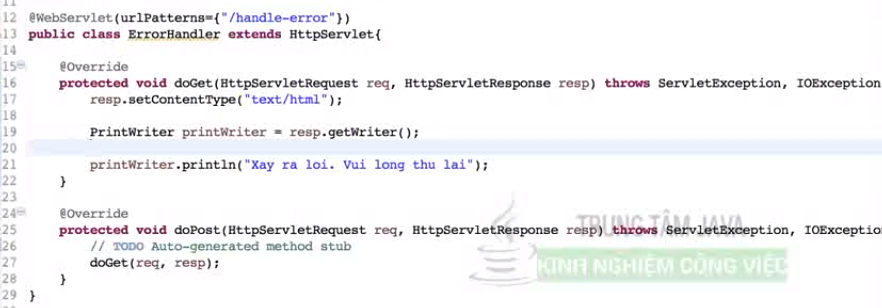 12 @WebServlet(urlPatterns={"/handle-error"})
13 public class ErrorHandler extends HttpServlet{
14
15 @Override
16 protected void doGet(HttpServletRequest req, HttpServletResponse resp) throws ServletException, IOException
17 resp.setContentType("text/html");
18
19 PrintWriter printWriter = resp.getWriter();
20
21 printWriter.println("Xay ra loi. Vui long thu lai");
22 }
23
24 @Override
25 protected void doPost(HttpServletRequest req, HttpServletResponse resp) throws ServletException, IOExceptio
26 // TODO Auto-generated method stub
27 doGet(req, resp);
28 }
29 }
TRUNG TÂM JAVA
KINH NGHIỆM CÔNG VIỆC